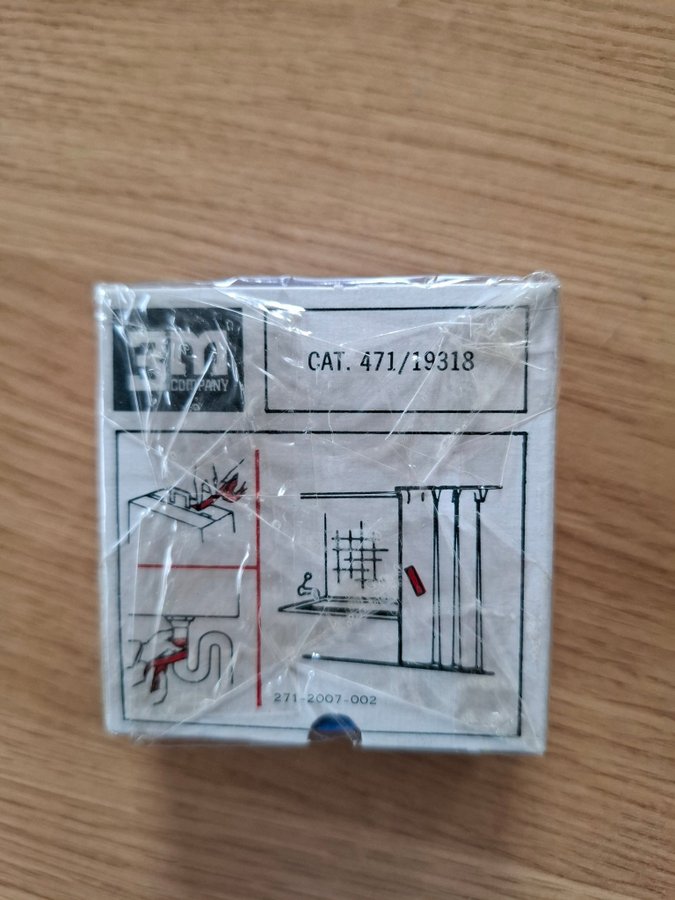 3M
COMPANY
CAT. 471/19318
271-2007-002